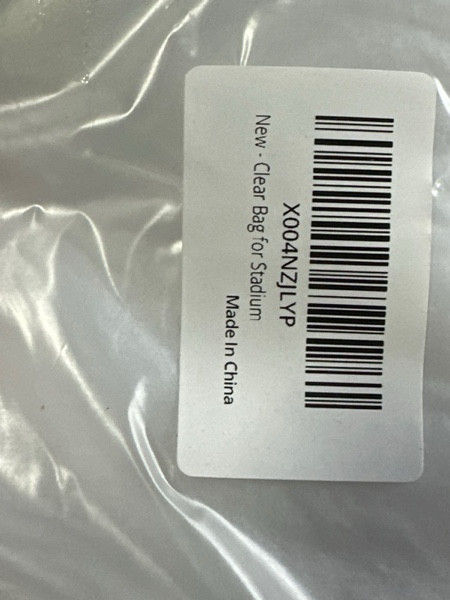 X004NZJLYP
New - Clear Bag for Stadium
Made In China